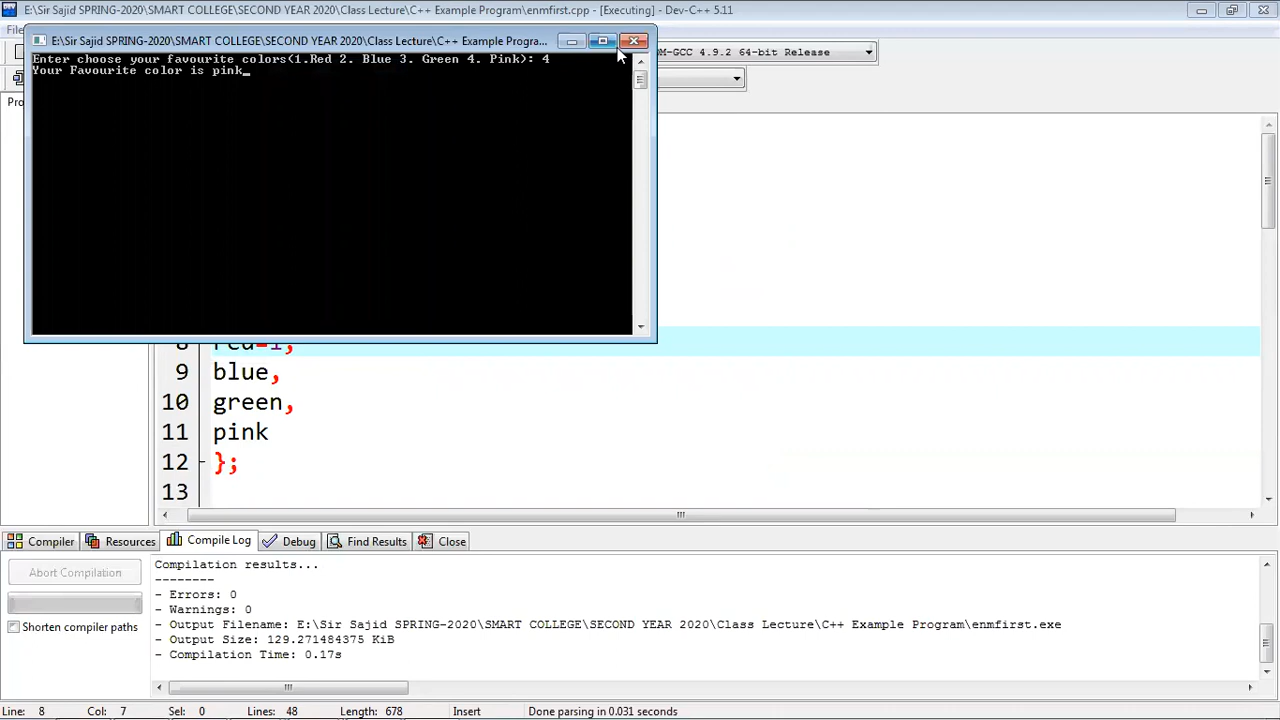 E:\Sir Sajid SPRING-2020\SMART COLLEGE\SECOND YEAR 2020\Class Lecture\C++ Example Program\enmfirst.cpp - [Executing] - Dev-C++ 5.11
E:\Sir Sajid SPRING-2020\SMART COLLEGE\SECOND YEAR 2020\Class Lecture\C++ Example Progra...
Enter choose your favourite colors(1.Red 2. Blue 3. Green 4. Pink): 4
Your Favourite color is pink
M-GCC 4.9.2 64-bit Release
8 red=1,
9 blue,
10 green,
11 pink
12 };
13
Compiler Resources Compile Log Debug Find Results Close
Abort Compilation
Shorten compiler paths
Compilation results...
--------
- Errors: 0
- Warnings: 0
- Output Filename: E:\Sir Sajid SPRING-2020\SMART COLLEGE\SECOND YEAR 2020\Class Lecture\C++ Example Program\enmfirst.exe
- Output Size: 129.271484375 KiB
- Compilation Time: 0.17s
Line: 8 Col: 7 Sel: 0 Lines: 48 Length: 678 Insert Done parsing in 0.031 seconds